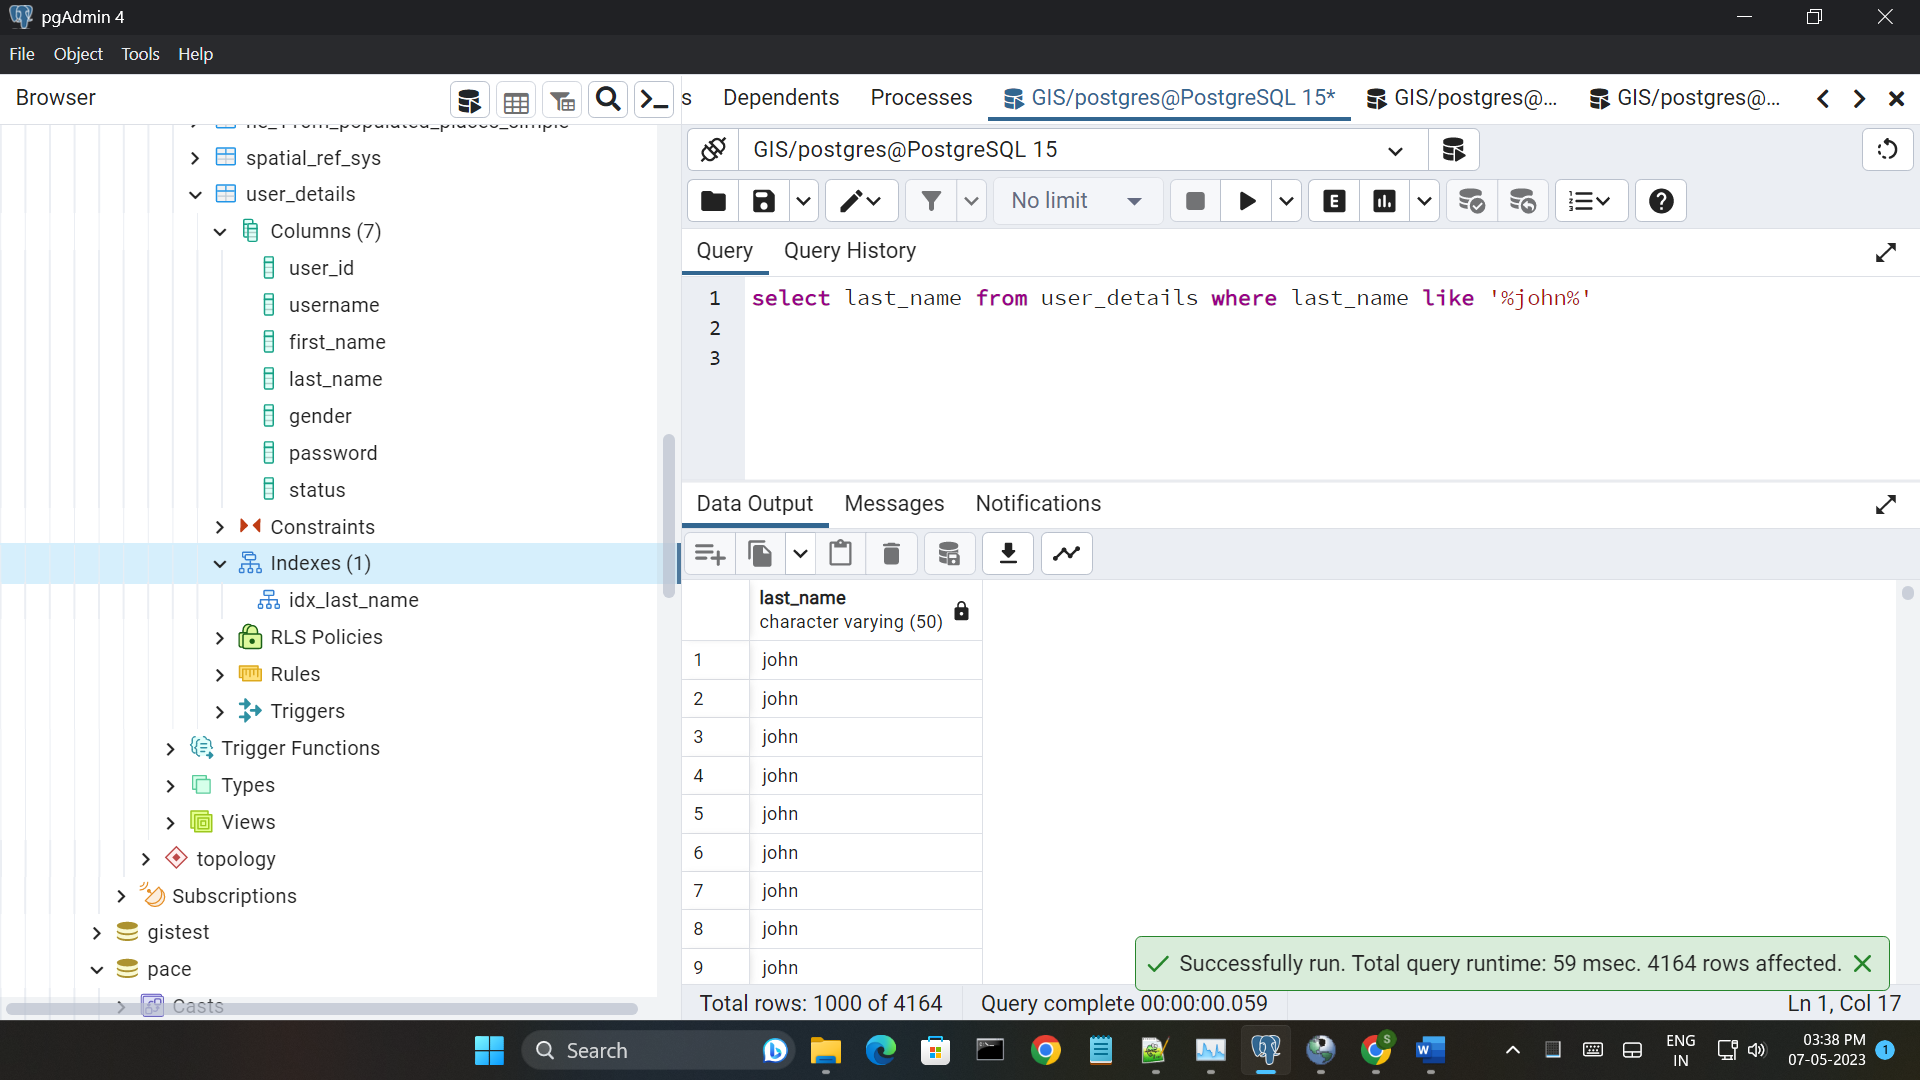 pgAdmin 4
File Object Tools Help
Browser
s Dependents Processes GIS/postgres@PostgreSQL 15* GIS/postgres@... GIS/postgres@...
GIS/postgres@PostgreSQL 15
No limit
E
Query Query History
1 select last_name from user_details where last_name like '%john%'
2
3
spatial_ref_sys
user_details
Columns (7)
user_id
username
first_name
last_name
gender
password
status
Constraints
Indexes (1)
idx_last_name
RLS Policies
Rules
Triggers
Trigger Functions
Types
Views
topology
Subscriptions
gistest
pace
Casts
Data Output Messages Notifications
last_name
character varying (50)
1 john
2 john
3 john
4 john
5 john
6 john
7 john
8 john
9 john
Successfully run. Total query runtime: 59 msec. 4164 rows affected.
Total rows: 1000 of 4164 Query complete 00:00:00.059 Ln 1, Col 17
Search
S
W
ENG
IN
03:38 PM
07-05-2023
1